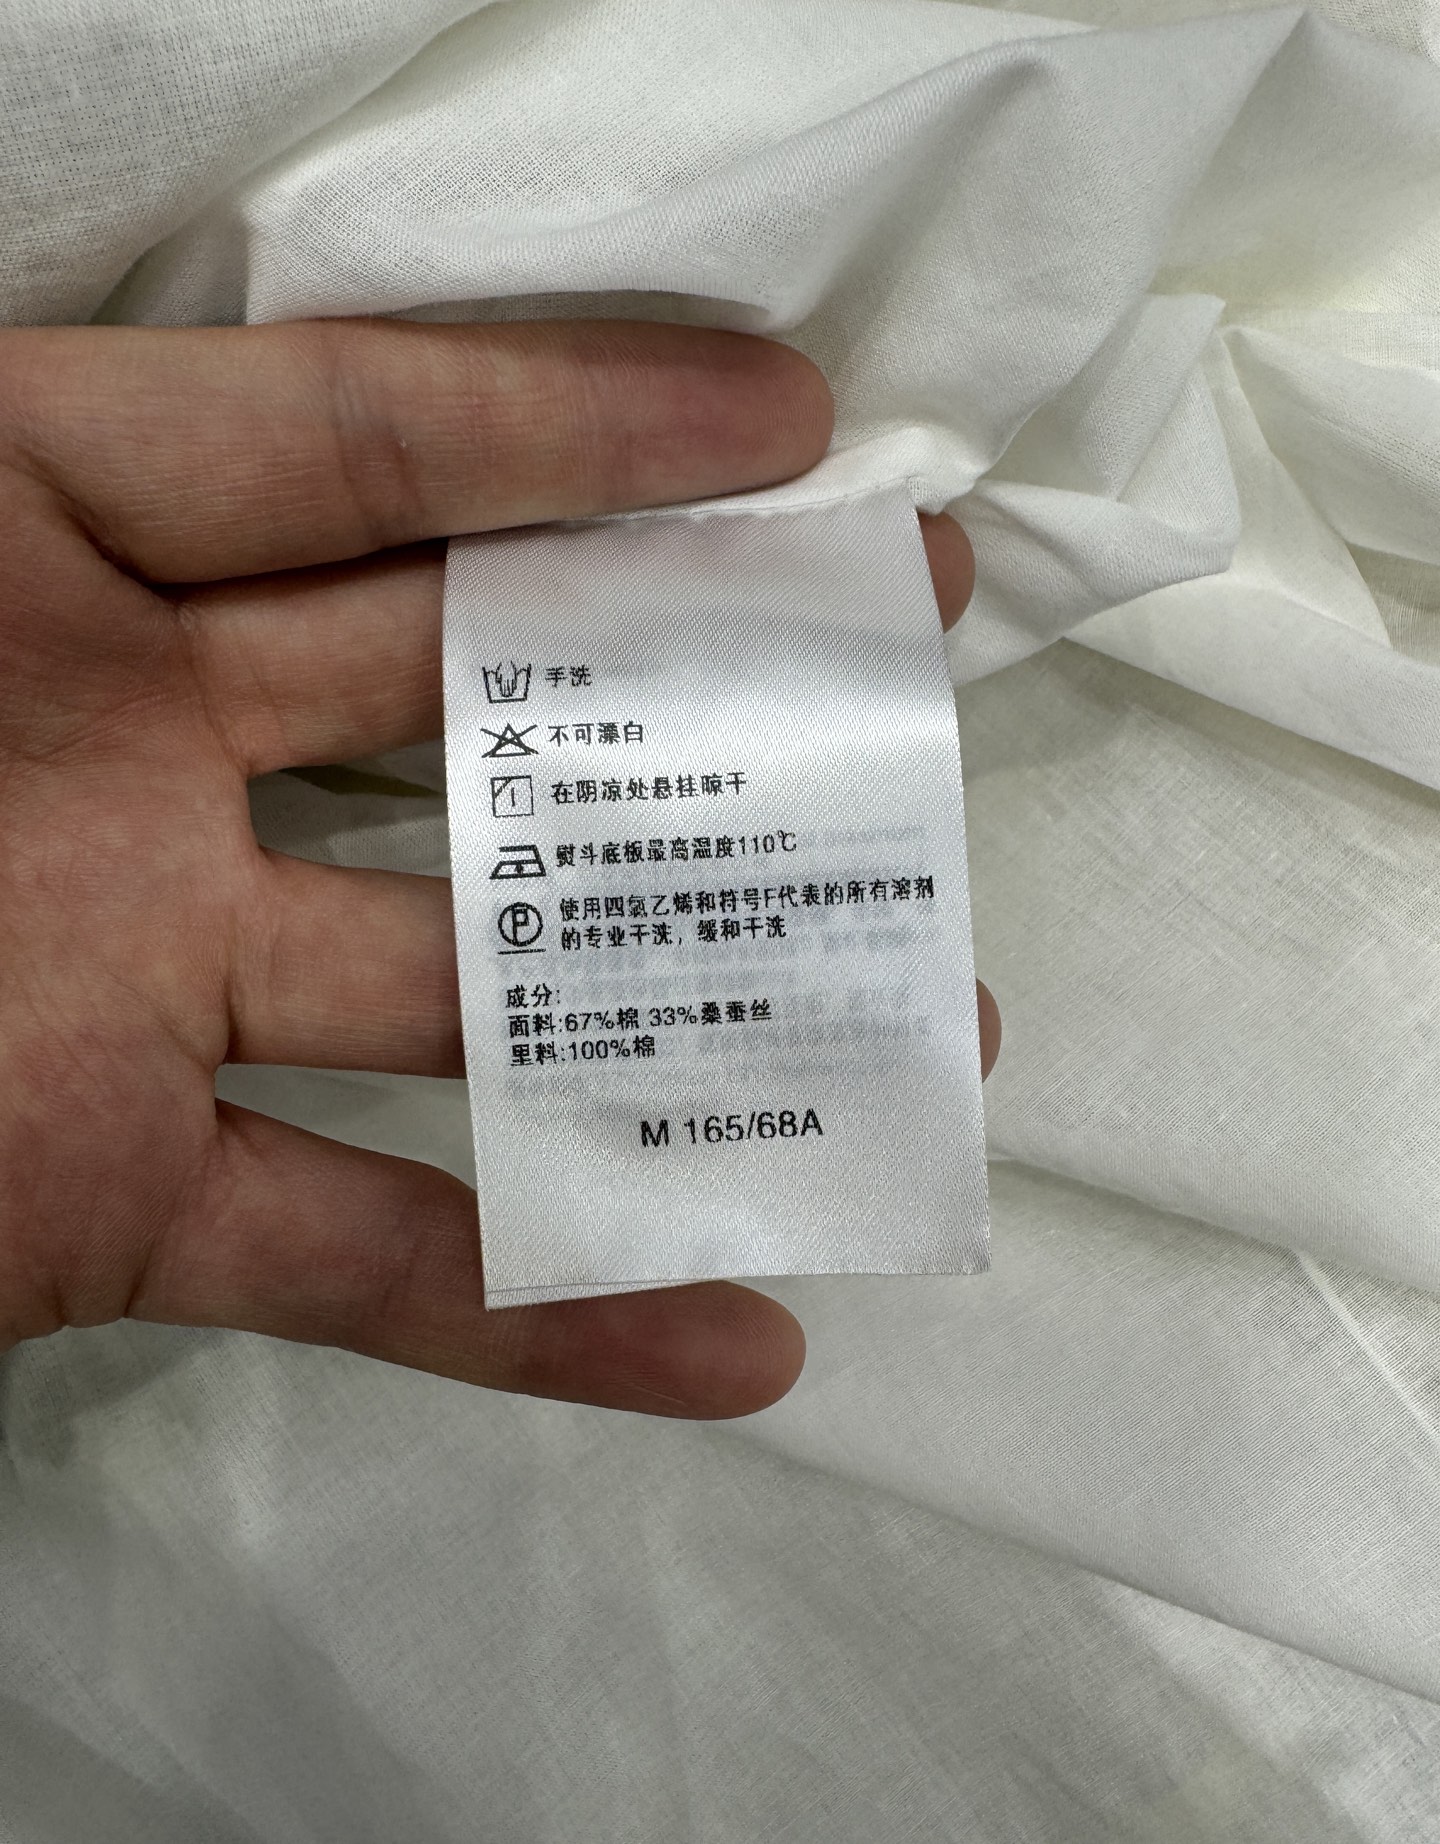 手洗
不可漂白
在阴凉处悬挂晾干
熨斗底板最高温度110℃
P
使用四氯乙烯和符号F代表的所有溶剂
的专业干洗，缓和干洗
成分:
面料:67%棉 33%桑蚕丝
里料:100%棉
M 165/68A